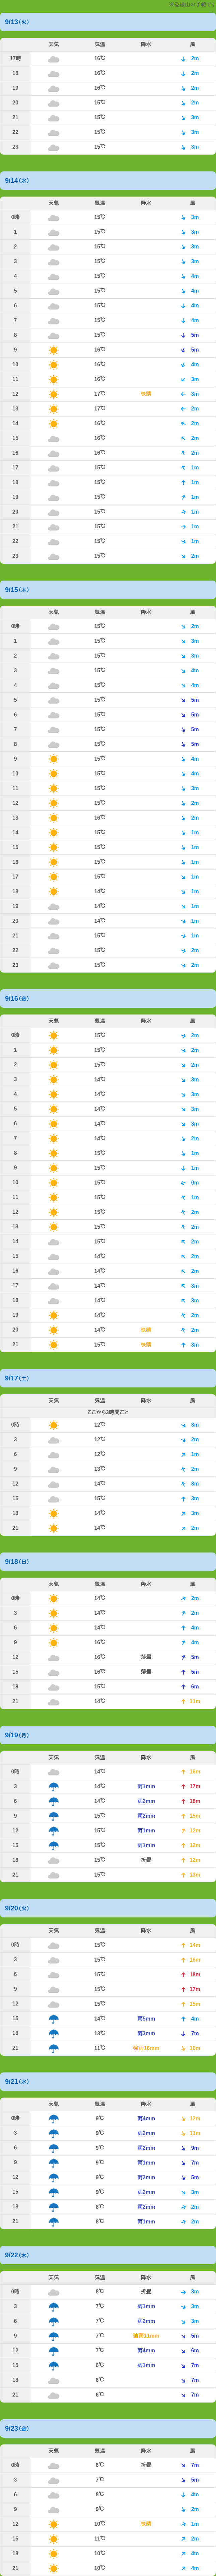 ※板橋山の予報です
9/13(火)
天気 気温 降水 風
17時 16℃ 2m
18 16℃ 2m
19 16℃ 2m
20 15℃ 2m
21 15℃ 3m
22 15℃ 3m
23 15℃ 3m
9/14(水)
天気 気温 降水 風
0時 15℃ 3m
1 15℃ 3m
2 15℃ 3m
3 15℃ 3m
4 15℃ 4m
5 15℃ 4m
6 15℃ 4m
7 15℃ 4m
8 15℃ 5m
9 16℃ 5m
10 16℃ 4m
11 16℃ 3m
12 17℃ 快晴 3m
13 17℃ 2m
14 16℃ 2m
15 16℃ 2m
16 16℃ 2m
17 15℃ 1m
18 15℃ 1m
19 15℃ 1m
20 15℃ 1m
21 15℃ 1m
22 15℃ 1m
23 15℃ 2m
9/15(木)
天気 気温 降水 風
0時 15℃ 2m
1 15℃ 3m
2 15℃ 3m
3 15℃ 4m
4 15℃ 4m
5 15℃ 5m
6 15℃ 5m
7 15℃ 5m
8 15℃ 5m
9 15℃ 4m
10 15℃ 4m
11 15℃ 3m
12 15℃ 2m
13 16℃ 2m
14 15℃ 1m
15 15℃ 1m
16 15℃ 1m
17 15℃ 1m
18 14℃ 1m
19 14℃ 1m
20 14℃ 1m
21 15℃ 1m
22 15℃ 2m
23 15℃ 2m
9/16(金)
天気 気温 降水 風
0時 15℃ 2m
1 15℃ 2m
2 15℃ 2m
3 14℃ 3m
4 14℃ 3m
5 14℃ 3m
6 14℃ 3m
7 14℃ 2m
8 15℃ 1m
9 15℃ 1m
10 15℃ 0m
11 15℃ 1m
12 15℃ 2m
13 15℃ 2m
14 15℃ 2m
15 14℃ 2m
16 14℃ 2m
17 14℃ 3m
18 14℃ 3m
19 14℃ 2m
20 14℃ 快晴 2m
21 15℃ 快晴 3m
9/17(土)
天気 気温 降水 風
ここから3時間ごと
0時 12℃ 3m
3 12℃ 2m
6 12℃ 1m
9 13℃ 2m
12 14℃ 3m
15 15℃ 3m
18 14℃ 3m
21 14℃ 2m
9/18(日)
天気 気温 降水 風
0時 14℃ 2m
3 14℃ 2m
6 14℃ 4m
9 16℃ 4m
12 16℃ 薄曇 5m
15 16℃ 薄曇 5m
18 15℃ 6m
21 14℃ 11m
9/19(月)
天気 気温 降水 風
0時 14℃ 16m
3 14℃ 雨1mm 17m
6 14℃ 雨2mm 18m
9 15℃ 雨2mm 15m
12 15℃ 雨1mm 12m
15 15℃ 雨1mm 12m
18 15℃ 折曇 12m
21 15℃ 13m
9/20(火)
天気 気温 降水 風
0時 15℃ 14m
3 15℃ 16m
6 15℃ 18m
9 15℃ 17m
12 15℃ 15m
15 14℃ 雨5mm 4m
18 13℃ 雨3mm 7m
21 11℃ 強雨16mm 10m
9/21(水)
天気 気温 降水 風
0時 9℃ 雨4mm 12m
3 9℃ 雨2mm 11m
6 9℃ 雨2mm 9m
9 9℃ 雨1mm 7m
12 9℃ 雨2mm 5m
15 9℃ 雨2mm 3m
18 8℃ 雨2mm 2m
21 8℃ 雨1mm 2m
9/22(木)
天気 気温 降水 風
0時 8℃ 折曇 3m
3 7℃ 雨1mm 3m
6 7℃ 雨2mm 3m
9 7℃ 強雨11mm 5m
12 7℃ 雨4mm 6m
15 6℃ 雨1mm 7m
18 6℃ 7m
21 6℃ 7m
9/23(金)
天気 気温 降水 風
0時 6℃ 折曇 7m
3 7℃ 5m
6 8℃ 4m
9 9℃ 2m
12 10℃ 快晴 1m
15 11℃ 2m
18 10℃ 4m
21 10℃ 4m